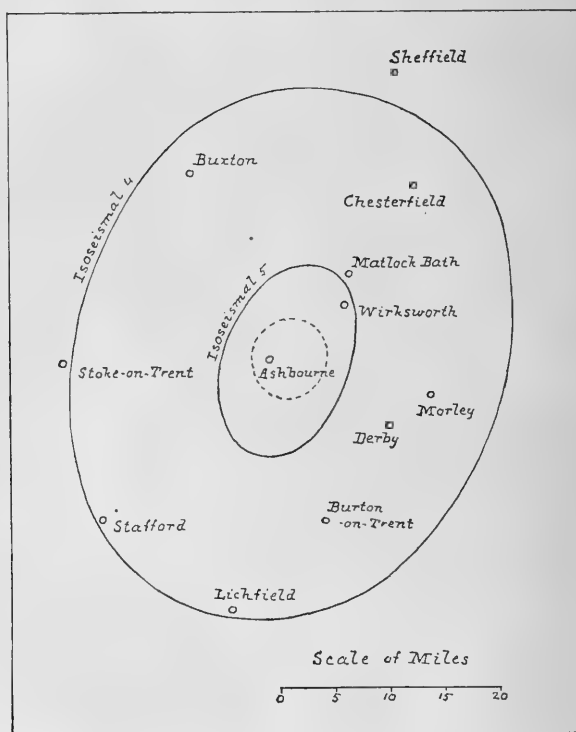 Sheffield
Buxton
Isoseismal 4
Chesterfield
Matlock Bath
Isoseismal 5
Wirksworth
Ashbourne
Stoke-on-Trent
Morley
Derby
Burton
-on-Trent
Stafford
Lichfield
Scale of Miles
0 5 10 15 20